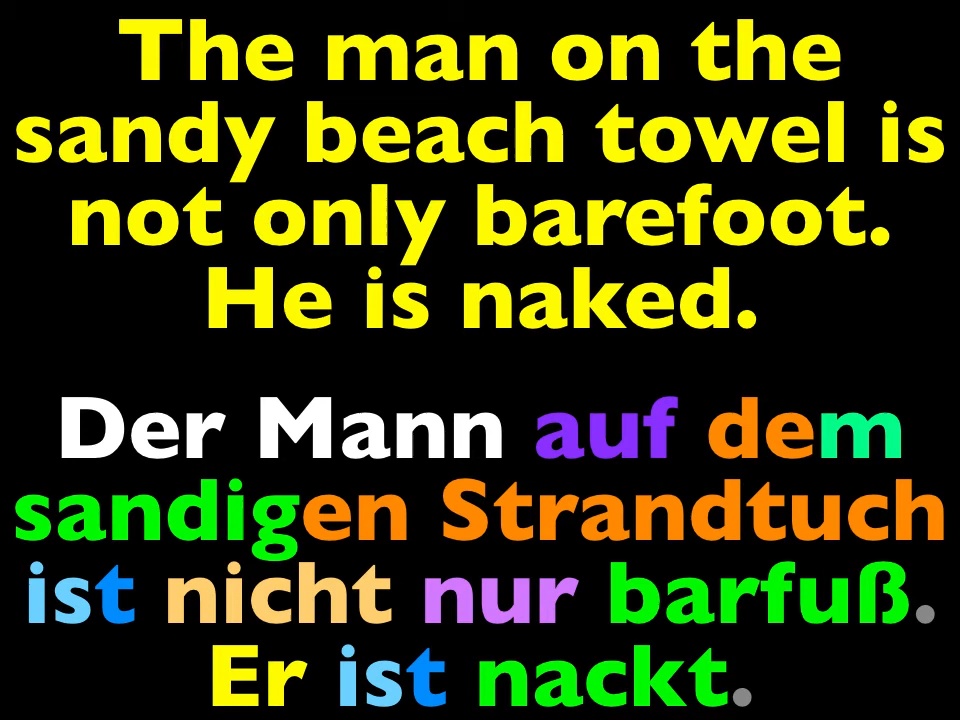 The man on the
sandy beach towel is
not only barefoot.
He is naked.
Der Mann auf dem
sandigen Strandtuch
ist nicht nur barfuß.
Er ist nackt.